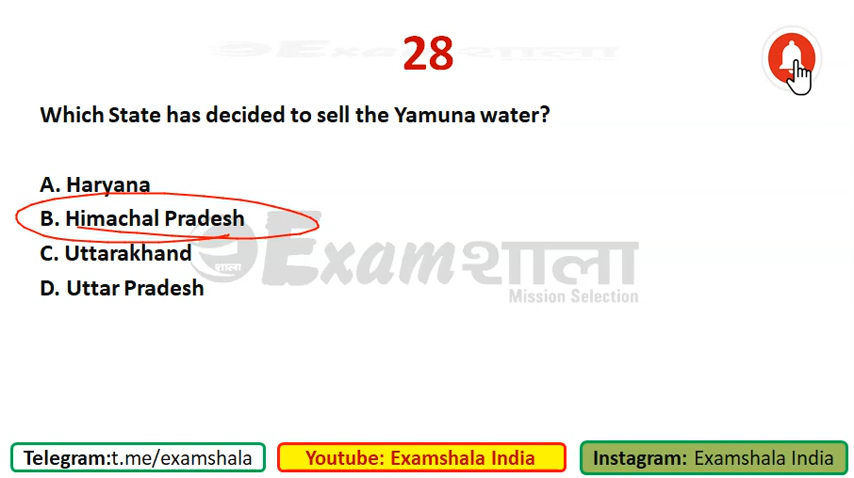 Examशाला
28
Which State has decided to sell the Yamuna water?
A. Haryana
B. Himachal Pradesh
C. Uttarakhand
D. Uttar Pradesh
Examशाला
शाला
Mission Selection
Telegram:t.me/examshala
Youtube: Examshala India
Instagram: Examshala India